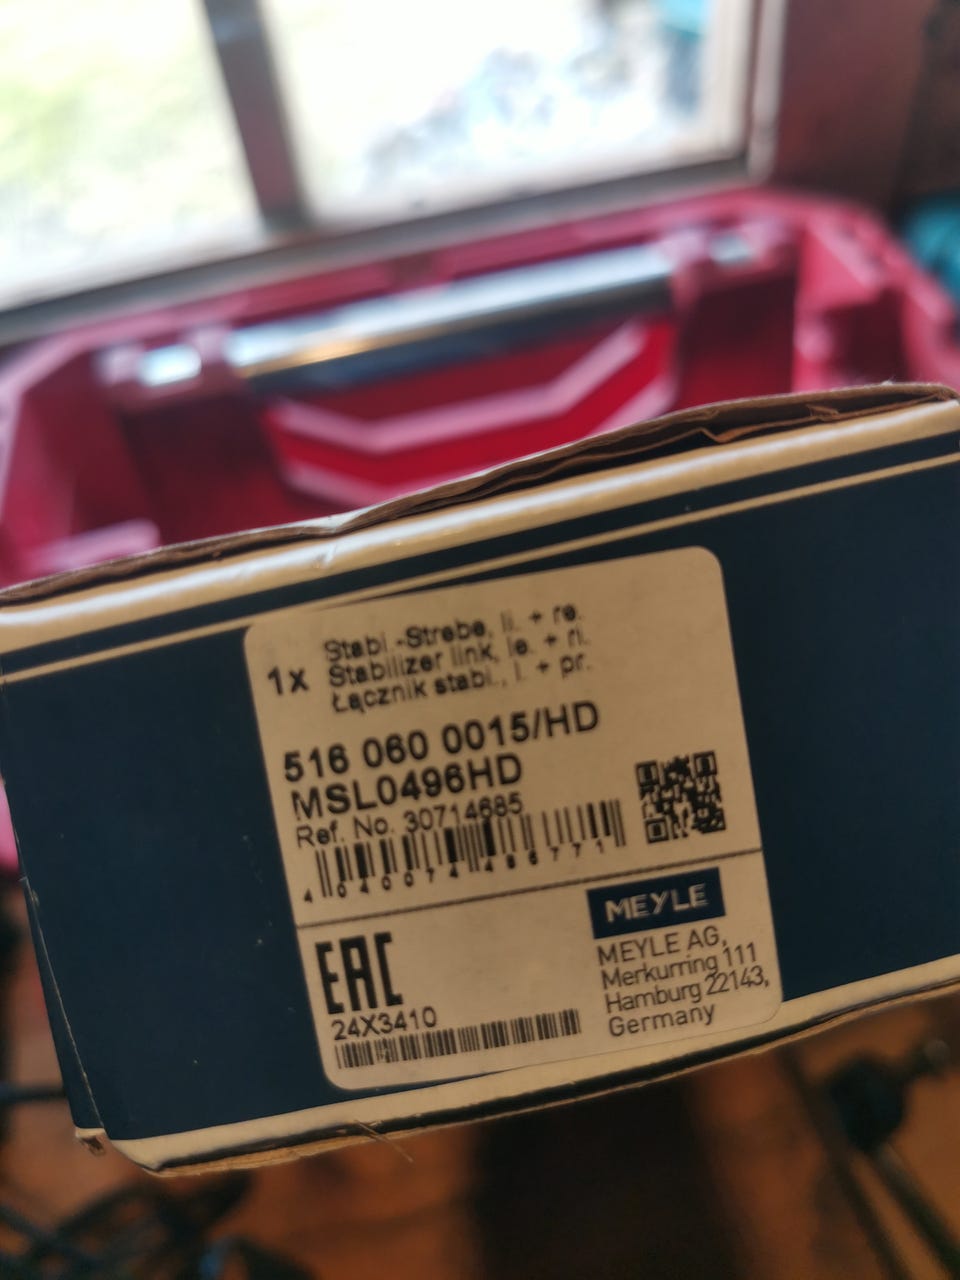 1x
Stabi.-Strebe, li. + re.
Stabilizer link, le. + ri.
Łącznik stabi., l. + pr.
516 060 0015/HD
MSL0496HD
Ref. No. 30714685
4 040074 496771
EAC
24X3410
MEYLE
MEYLE AG,
Merkurring 111
Hamburg 22143,
Germany